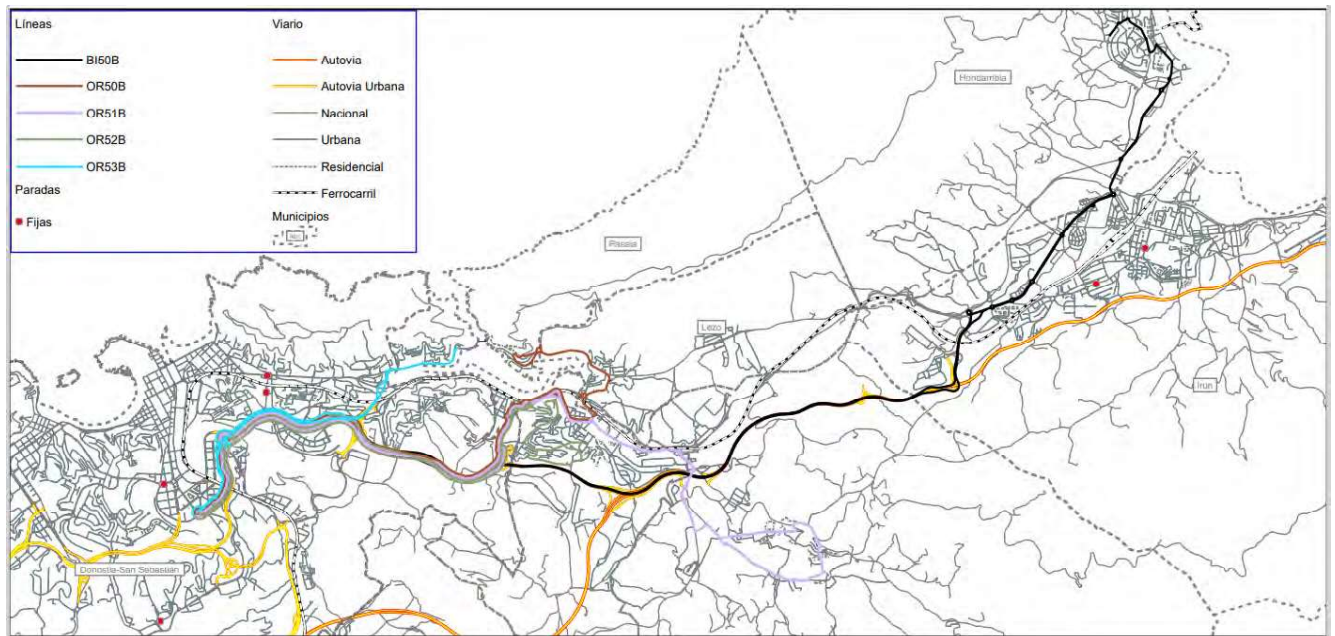 Líneas
BI50B
OR50B
OR51B
OR52B
OR53B
Paradas
Fijas
Viario
Autovia
Autovia Urbana
Nacional
Urbana
Residencial
Ferrocarril
Municipios
Hondarribia
Pasaia
Lezo
Irun
Donostia-San Sebastián